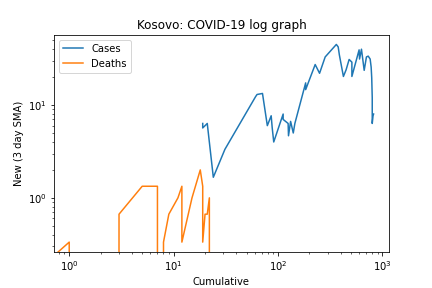 Kosovo: COVID-19 log graph
Cases
Deaths
New (3 day SMA)
10¹
10⁰
10⁰ 10¹ 10² 10³
Cumulative